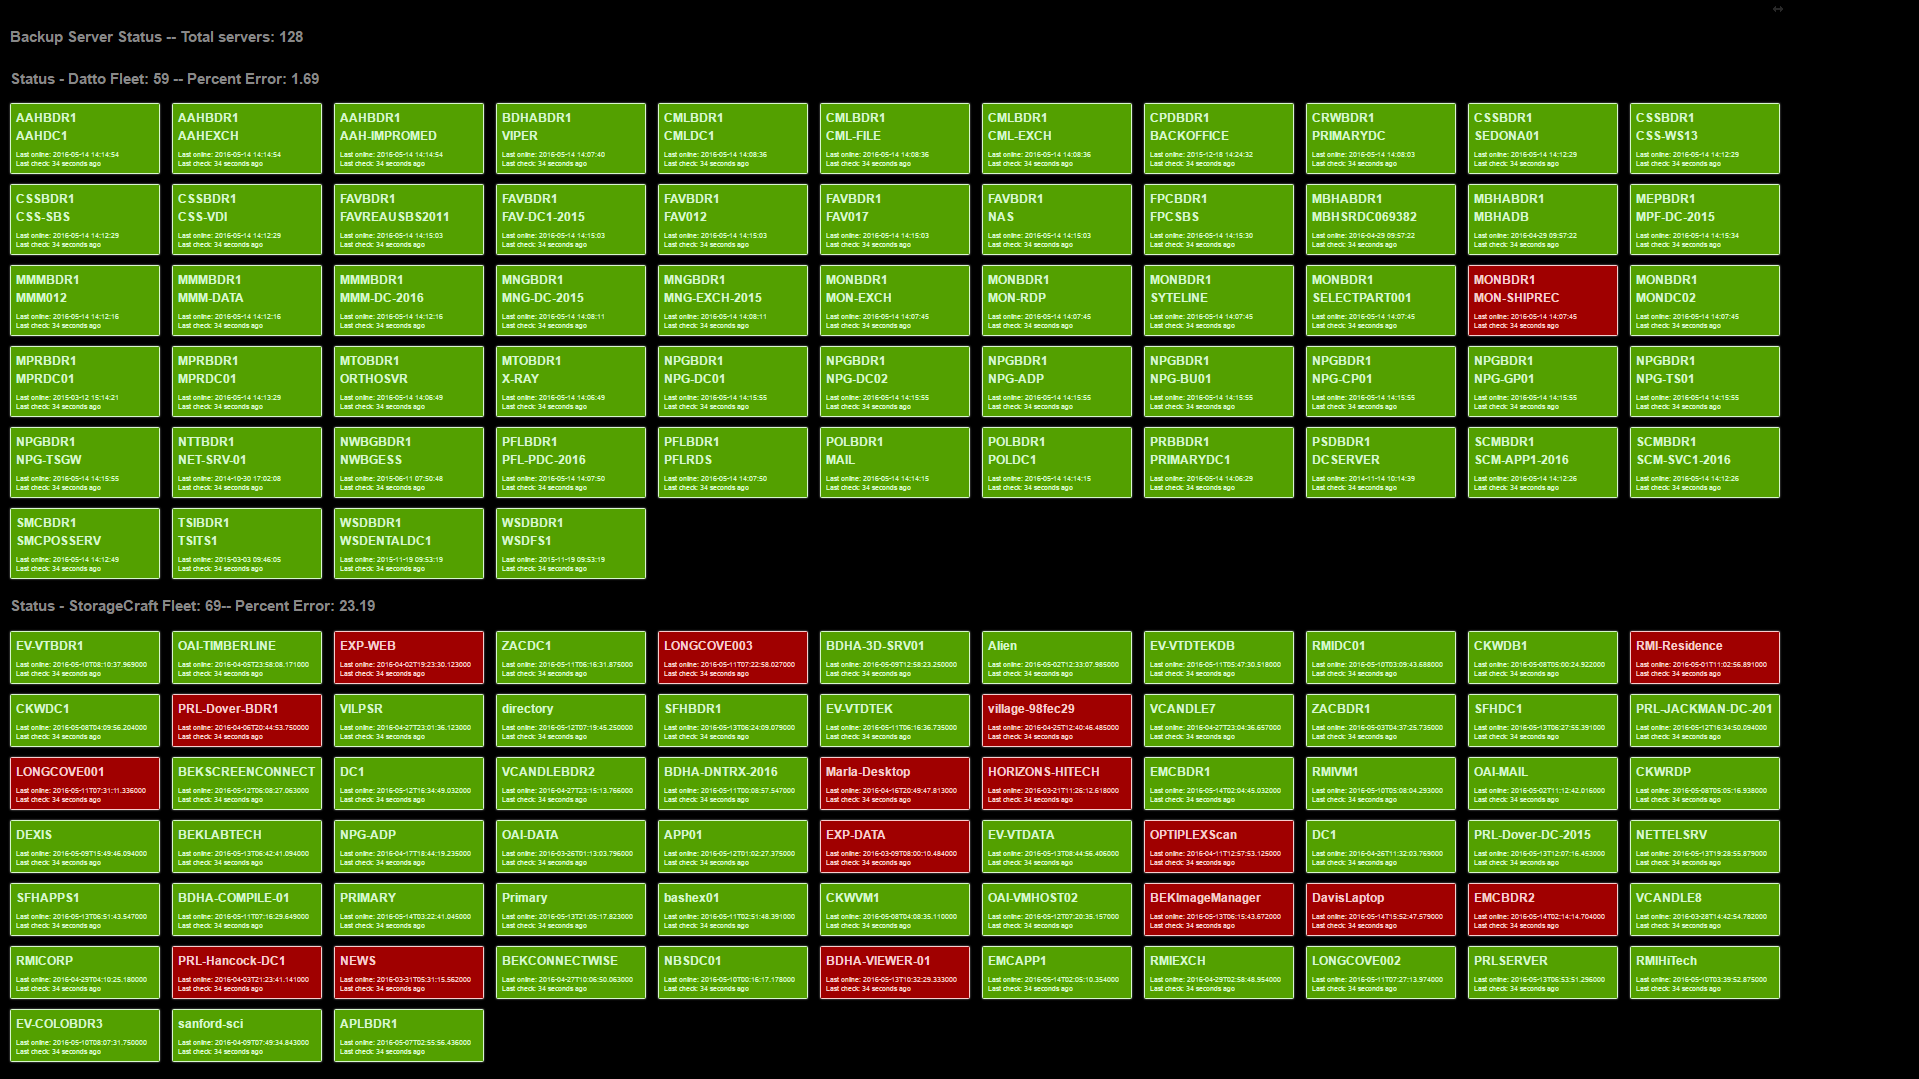 Backup Server Status -- Total servers: 128
Status - Datto Fleet: 59 -- Percent Error: 1.69
AAHBDR1
AAHDC1
Last online: 2016-05-14 14:14:54
Last check: 34 seconds ago
AAHBDR1
AAHEXCH
Last online: 2016-05-14 14:14:54
Last check: 34 seconds ago
AAHBDR1
AAH-IMPROMED
Last online: 2016-05-14 14:14:54
Last check: 34 seconds ago
BDHABDR1
VIPER
Last online: 2016-05-14 14:07:40
Last check: 34 seconds ago
CMLBDR1
CMLDC1
Last online: 2016-05-14 14:08:36
Last check: 34 seconds ago
CMLBDR1
CML-FILE
Last online: 2016-05-14 14:08:36
Last check: 34 seconds ago
CMLBDR1
CML-EXCH
Last online: 2016-05-14 14:08:36
Last check: 34 seconds ago
CPDBDR1
BACKOFFICE
Last online: 2015-12-18 14:24:32
Last check: 34 seconds ago
CRWBDR1
PRIMARYDC
Last online: 2016-05-14 14:08:03
Last check: 34 seconds ago
CSSBDR1
SEDONA01
Last online: 2016-05-14 14:12:29
Last check: 34 seconds ago
CSSBDR1
CSS-WS13
Last online: 2016-05-14 14:12:29
Last check: 34 seconds ago
CSSBDR1
CSS-SBS
Last online: 2016-05-14 14:12:29
Last check: 34 seconds ago
CSSBDR1
CSS-VDI
Last online: 2016-05-14 14:12:29
Last check: 34 seconds ago
FAVBDR1
FAVREAUSBS2011
Last online: 2016-05-14 14:15:03
Last check: 34 seconds ago
FAVBDR1
FAV-DC1-2015
Last online: 2016-05-14 14:15:03
Last check: 34 seconds ago
FAVBDR1
FAV012
Last online: 2016-05-14 14:15:03
Last check: 34 seconds ago
FAVBDR1
FAV017
Last online: 2016-05-14 14:15:03
Last check: 34 seconds ago
FAVBDR1
NAS
Last online: 2016-05-14 14:15:03
Last check: 34 seconds ago
FPCBDR1
FPCSBS
Last online: 2016-05-14 14:15:30
Last check: 34 seconds ago
MBHABDR1
MBHSRDC069382
Last online: 2016-04-29 09:57:22
Last check: 34 seconds ago
MBHABDR1
MBHADB
Last online: 2016-04-29 09:57:22
Last check: 34 seconds ago
MEPBDR1
MPF-DC-2015
Last online: 2016-05-14 14:15:34
Last check: 34 seconds ago
MMMBDR1
MMM012
Last online: 2016-05-14 14:12:16
Last check: 34 seconds ago
MMMBDR1
MMM-DATA
Last online: 2016-05-14 14:12:16
Last check: 34 seconds ago
MMMBDR1
MMM-DC-2016
Last online: 2016-05-14 14:12:16
Last check: 34 seconds ago
MNGBDR1
MNG-DC-2015
Last online: 2016-05-14 14:08:11
Last check: 34 seconds ago
MNGBDR1
MNG-EXCH-2015
Last online: 2016-05-14 14:08:11
Last check: 34 seconds ago
MONBDR1
MON-EXCH
Last online: 2016-05-14 14:07:45
Last check: 34 seconds ago
MONBDR1
MON-RDP
Last online: 2016-05-14 14:07:45
Last check: 34 seconds ago
MONBDR1
SYTELINE
Last online: 2016-05-14 14:07:45
Last check: 34 seconds ago
MONBDR1
SELECTPART001
Last online: 2016-05-14 14:07:45
Last check: 34 seconds ago
MONBDR1
MON-SHIPREC
Last online: 2016-05-14 14:07:45
Last check: 34 seconds ago
MONBDR1
MONDC02
Last online: 2016-05-14 14:07:45
Last check: 34 seconds ago
MPRBDR1
MPRDC01
Last online: 2015-03-12 15:14:21
Last check: 34 seconds ago
MPRBDR1
MPRDC01
Last online: 2016-05-14 14:13:29
Last check: 34 seconds ago
MTOBDR1
ORTHOSVR
Last online: 2016-05-14 14:06:49
Last check: 34 seconds ago
MTOBDR1
X-RAY
Last online: 2016-05-14 14:06:49
Last check: 34 seconds ago
NPGBDR1
NPG-DC01
Last online: 2016-05-14 14:15:55
Last check: 34 seconds ago
NPGBDR1
NPG-DC02
Last online: 2016-05-14 14:15:55
Last check: 34 seconds ago
NPGBDR1
NPG-ADP
Last online: 2016-05-14 14:15:55
Last check: 34 seconds ago
NPGBDR1
NPG-BU01
Last online: 2016-05-14 14:15:55
Last check: 34 seconds ago
NPGBDR1
NPG-CP01
Last online: 2016-05-14 14:15:55
Last check: 34 seconds ago
NPGBDR1
NPG-GP01
Last online: 2016-05-14 14:15:55
Last check: 34 seconds ago
NPGBDR1
NPG-TS01
Last online: 2016-05-14 14:15:55
Last check: 34 seconds ago
NPGBDR1
NPG-TSGW
Last online: 2016-05-14 14:15:55
Last check: 34 seconds ago
NTTBDR1
NET-SRV-01
Last online: 2014-10-30 17:02:08
Last check: 34 seconds ago
NWBGBDR1
NWBGESS
Last online: 2015-06-11 07:50:48
Last check: 34 seconds ago
PFLBDR1
PFL-PDC-2016
Last online: 2016-05-14 14:07:50
Last check: 34 seconds ago
PFLBDR1
PFLRDS
Last online: 2016-05-14 14:07:50
Last check: 34 seconds ago
POLBDR1
MAIL
Last online: 2016-05-14 14:14:15
Last check: 34 seconds ago
POLBDR1
POLDC1
Last online: 2016-05-14 14:14:15
Last check: 34 seconds ago
PRBBDR1
PRIMARYDC1
Last online: 2016-05-14 14:06:29
Last check: 34 seconds ago
PSDBDR1
DCSERVER
Last online: 2014-11-14 10:14:39
Last check: 34 seconds ago
SCMBDR1
SCM-APP1-2016
Last online: 2016-05-14 14:12:26
Last check: 34 seconds ago
SCMBDR1
SCM-SVC1-2016
Last online: 2016-05-14 14:12:26
Last check: 34 seconds ago
SMCBDR1
SMCPOSSERV
Last online: 2016-05-14 14:12:49
Last check: 34 seconds ago
TSIBDR1
TSITS1
Last online: 2015-03-03 09:46:05
Last check: 34 seconds ago
WSDBDR1
WSDENTALDC1
Last online: 2015-11-19 09:53:19
Last check: 34 seconds ago
WSDBDR1
WSDFS1
Last online: 2015-11-19 09:53:19
Last check: 34 seconds ago
Status - StorageCraft Fleet: 69-- Percent Error: 23.19
EV-VTBDR1
Last online: 2016-05-10T08:10:37.969000
Last check: 34 seconds ago
OAI-TIMBERLINE
Last online: 2016-04-05T23:58:08.171000
Last check: 34 seconds ago
EXP-WEB
Last online: 2016-04-02T19:23:30.123000
Last check: 34 seconds ago
ZACDC1
Last online: 2016-05-11T06:16:31.875000
Last check: 34 seconds ago
LONGCOVE003
Last online: 2016-05-11T07:22:58.027000
Last check: 34 seconds ago
BDHA-3D-SRV01
Last online: 2016-05-09T12:58:23.250000
Last check: 34 seconds ago
Alien
Last online: 2016-05-02T12:33:07.985000
Last check: 34 seconds ago
EV-VTDTEKDB
Last online: 2016-05-11T05:47:30.518000
Last check: 34 seconds ago
RMIDC01
Last online: 2016-05-10T03:09:43.688000
Last check: 34 seconds ago
CKWDB1
Last online: 2016-05-08T05:00:24.922000
Last check: 34 seconds ago
RMI-Residence
Last online: 2016-05-01T11:02:56.891000
Last check: 34 seconds ago
CKWDC1
Last online: 2016-05-08T04:09:56.204000
Last check: 34 seconds ago
PRL-Dover-BDR1
Last online: 2016-04-06T20:44:53.750000
Last check: 34 seconds ago
VILPSR
Last online: 2016-04-27T23:01:36.123000
Last check: 34 seconds ago
directory
Last online: 2016-05-12T07:19:45.250000
Last check: 34 seconds ago
SFHBDR1
Last online: 2016-05-13T06:24:09.079000
Last check: 34 seconds ago
EV-VTDTEK
Last online: 2016-05-11T06:16:36.735000
Last check: 34 seconds ago
village-98fec29
Last online: 2016-04-25T12:40:46.485000
Last check: 34 seconds ago
VCANDLE7
Last online: 2016-04-27T23:04:36.657000
Last check: 34 seconds ago
ZACBDR1
Last online: 2016-05-03T04:37:25.735000
Last check: 34 seconds ago
SFHDC1
Last online: 2016-05-13T06:27:55.391000
Last check: 34 seconds ago
PRL-JACKMAN-DC-201
Last online: 2016-05-12T16:34:50.094000
Last check: 34 seconds ago
LONGCOVE001
Last online: 2016-05-11T07:31:11.336000
Last check: 34 seconds ago
BEKSCREENCONNECT
Last online: 2016-05-12T06:08:27.063000
Last check: 34 seconds ago
DC1
Last online: 2016-05-12T16:34:49.032000
Last check: 34 seconds ago
VCANDLEBDR2
Last online: 2016-04-27T23:15:13.766000
Last check: 34 seconds ago
BDHA-DNTRX-2016
Last online: 2016-05-11T00:08:57.547000
Last check: 34 seconds ago
Marla-Desktop
Last online: 2016-04-16T20:49:47.813000
Last check: 34 seconds ago
HORIZONS-HITECH
Last online: 2016-03-21T11:26:12.618000
Last check: 34 seconds ago
EMCBDR1
Last online: 2016-05-14T02:04:45.032000
Last check: 34 seconds ago
RMIVM1
Last online: 2016-05-10T05:08:04.293000
Last check: 34 seconds ago
OAI-MAIL
Last online: 2016-05-02T11:12:42.016000
Last check: 34 seconds ago
CKWRDP
Last online: 2016-05-08T05:05:16.938000
Last check: 34 seconds ago
DEXIS
Last online: 2016-05-09T15:49:46.094000
Last check: 34 seconds ago
BEKLABTECH
Last online: 2016-05-13T06:42:41.094000
Last check: 34 seconds ago
NPG-ADP
Last online: 2016-04-17T18:44:19.235000
Last check: 34 seconds ago
OAI-DATA
Last online: 2016-03-26T01:13:03.796000
Last check: 34 seconds ago
APP01
Last online: 2016-05-12T01:02:27.375000
Last check: 34 seconds ago
EXP-DATA
Last online: 2016-03-09T08:00:10.484000
Last check: 34 seconds ago
EV-VTDATA
Last online: 2016-05-13T08:44:56.406000
Last check: 34 seconds ago
OPTIPLEXScan
Last online: 2016-04-11T12:57:53.125000
Last check: 34 seconds ago
DC1
Last online: 2016-04-26T11:32:03.769000
Last check: 34 seconds ago
PRL-Dover-DC-2015
Last online: 2016-05-13T12:07:16.453000
Last check: 34 seconds ago
NETTELSRV
Last online: 2016-05-13T19:28:55.879000
Last check: 34 seconds ago
SFHAPPS1
Last online: 2016-05-13T06:51:43.547000
Last check: 34 seconds ago
BDHA-COMPILE-01
Last online: 2016-05-11T07:16:29.649000
Last check: 34 seconds ago
PRIMARY
Last online: 2016-05-14T03:22:41.045000
Last check: 34 seconds ago
Primary
Last online: 2016-05-13T21:05:17.823000
Last check: 34 seconds ago
bashex01
Last online: 2016-05-11T02:51:48.391000
Last check: 34 seconds ago
CKWVM1
Last online: 2016-05-08T04:08:35.110000
Last check: 34 seconds ago
OAI-VMHOST02
Last online: 2016-05-12T07:20:35.157000
Last check: 34 seconds ago
BEKImageManager
Last online: 2016-05-13T06:15:43.672000
Last check: 34 seconds ago
DavisLaptop
Last online: 2016-05-14T15:52:47.579000
Last check: 34 seconds ago
EMCBDR2
Last online: 2016-05-14T02:14:14.704000
Last check: 34 seconds ago
VCANDLE8
Last online: 2016-03-28T14:42:54.782000
Last check: 34 seconds ago
RMICORP
Last online: 2016-04-29T04:10:25.180000
Last check: 34 seconds ago
PRL-Hancock-DC1
Last online: 2016-04-03T21:23:41.141000
Last check: 34 seconds ago
NEWS
Last online: 2016-03-31T05:31:15.562000
Last check: 34 seconds ago
BEKCONNECTWISE
Last online: 2016-04-27T10:06:50.063000
Last check: 34 seconds ago
NBSDC01
Last online: 2016-05-10T00:16:17.178000
Last check: 34 seconds ago
BDHA-VIEWER-01
Last online: 2016-05-13T10:32:29.333000
Last check: 34 seconds ago
EMCAPP1
Last online: 2016-05-14T02:05:10.354000
Last check: 34 seconds ago
RMIEXCH
Last online: 2016-04-29T02:58:48.954000
Last check: 34 seconds ago
LONGCOVE002
Last online: 2016-05-11T07:27:13.974000
Last check: 34 seconds ago
PRLSERVER
Last online: 2016-05-13T06:53:51.296000
Last check: 34 seconds ago
RMIHiTech
Last online: 2016-05-10T03:39:52.875000
Last check: 34 seconds ago
EV-COLOBDR3
Last online: 2016-05-10T08:07:31.750000
Last check: 34 seconds ago
sanford-sci
Last online: 2016-04-09T07:49:34.843000
Last check: 34 seconds ago
APLBDR1
Last online: 2016-05-07T02:55:56.436000
Last check: 34 seconds ago